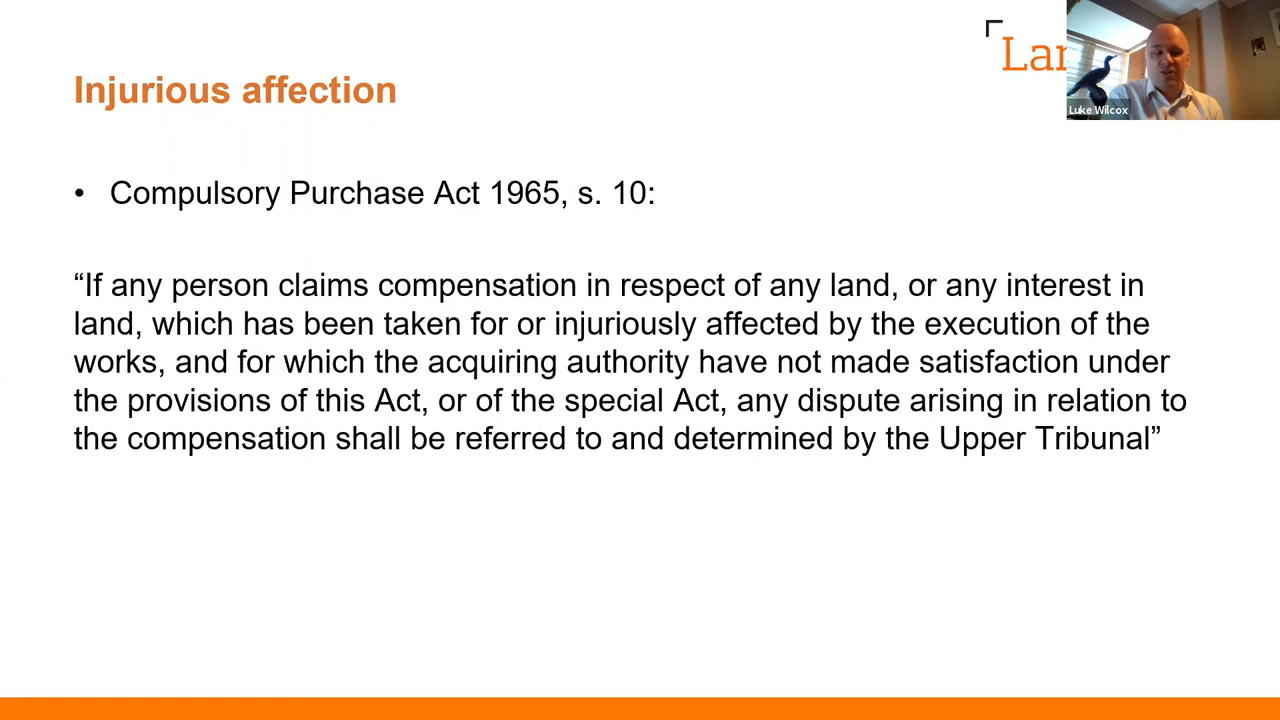 Injurious affection
Luke Wilcox
• Compulsory Purchase Act 1965, s. 10:
“If any person claims compensation in respect of any land, or any interest in
land, which has been taken for or injuriously affected by the execution of the
works, and for which the acquiring authority have not made satisfaction under
the provisions of this Act, or of the special Act, any dispute arising in relation to
the compensation shall be referred to and determined by the Upper Tribunal”